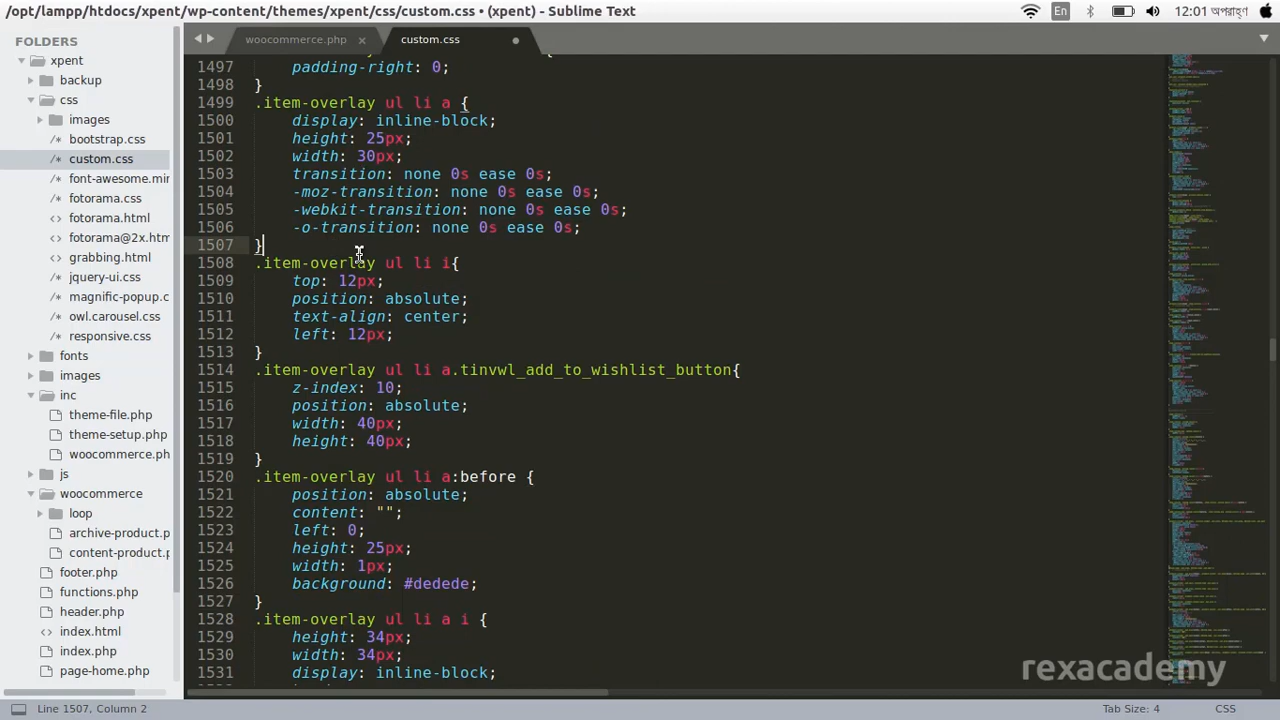 /opt/lampp/htdocs/xpent/wp-content/themes/xpent/css/custom.css • (xpent) - Sublime Text
En
12:01 অপরাহ্ণ
FOLDERS
xpent
backup
css
images
bootstrap.css
custom.css
font-awesome.min
fotorama.css
fotorama.html
fotorama@2x.htm
grabbing.html
jquery-ui.css
magnific-popup.c
owl.carousel.css
responsive.css
fonts
images
inc
theme-file.php
theme-setup.php
woocommerce.ph
js
woocommerce
loop
archive-product.p
content-product.p
footer.php
functions.php
header.php
index.html
index.php
page-home.php
woocommerce.php ×
custom.css
1497 padding-right: 0;
1498 }
1499 .item-overlay ul li a {
1500 display: inline-block;
1501 height: 25px;
1502 width: 30px;
1503 transition: none 0s ease 0s;
1504 -moz-transition: none 0s ease 0s;
1505 -webkit-transition: none 0s ease 0s;
1506 -o-transition: none 0s ease 0s;
1507 }
1508 .item-overlay ul li i{
1509 top: 12px;
1510 position: absolute;
1511 text-align: center;
1512 left: 12px;
1513 }
1514 .item-overlay ul li a.tinvwl_add_to_wishlist_button{
1515 z-index: 10;
1516 position: absolute;
1517 width: 40px;
1518 height: 40px;
1519 }
1520 .item-overlay ul li a:before {
1521 position: absolute;
1522 content: "";
1523 left: 0;
1524 height: 25px;
1525 width: 1px;
1526 background: #dedede;
1527 }
1528 .item-overlay ul li a i {
1529 height: 34px;
1530 width: 34px;
1531 display: inline-block;
rexacademy
Line 1507, Column 2
Tab Size: 4
CSS